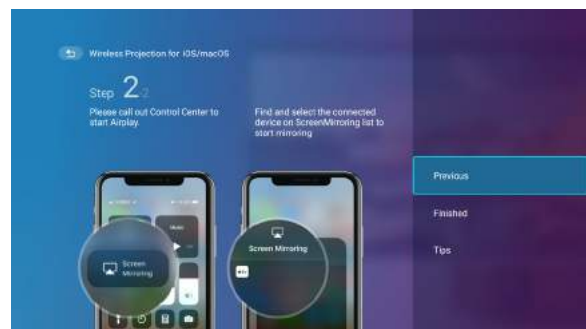 Wireless Projection for iOS/macOS
Step 2-2
Please call out Control Center to
start Airplay.
Find and select the connected
device on ScreenMirroring list to
start mirroring
Music
Screen
Mirroring
Screen Mirroring
Previous
Finished
Tips